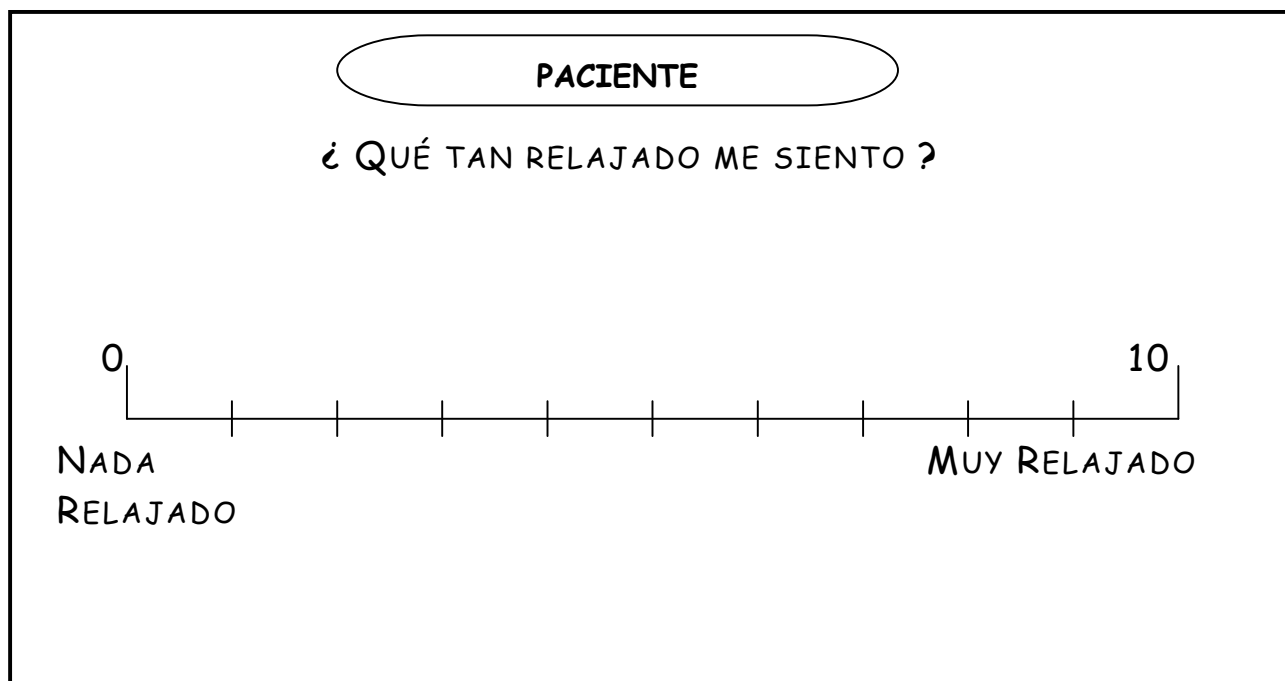 PACIENTE
¿ QUÉ TAN RELAJADO ME SIENTO ?
0 10
NADA MUY RELAJADO
RELAJADO